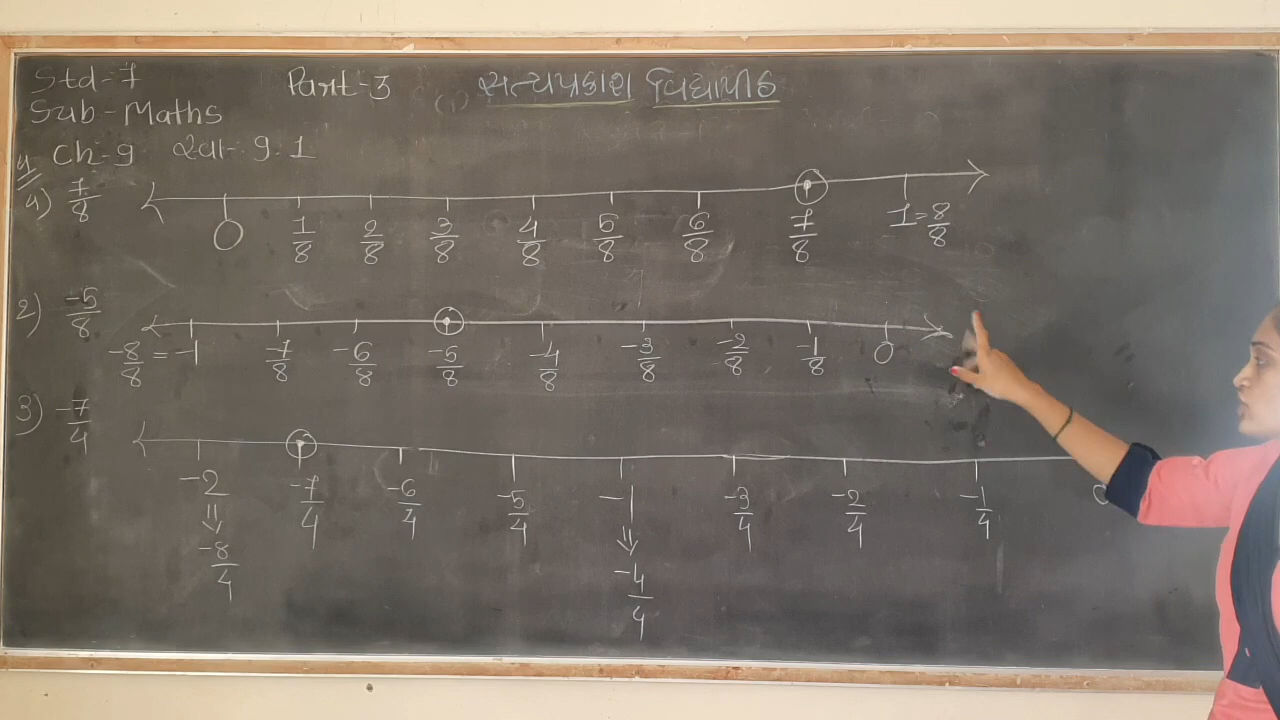 Std-7
Part-3
સત્યપ્રકાશ વિદ્યાપીઠ
Sub-Maths
Ch-9 સ્વા. 9.1
4) 7/8
0 1/8 2/8 3/8 4/8 5/8 6/8 7/8 1=8/8
2) -5/8
-8/8=-1 -7/8 -6/8 -5/8 -4/8 -3/8 -2/8 -1/8 0
3) -7/4
-2 -7/4 -6/4 -5/4 -1 -3/4 -2/4 -1/4
-8/4 -4/4